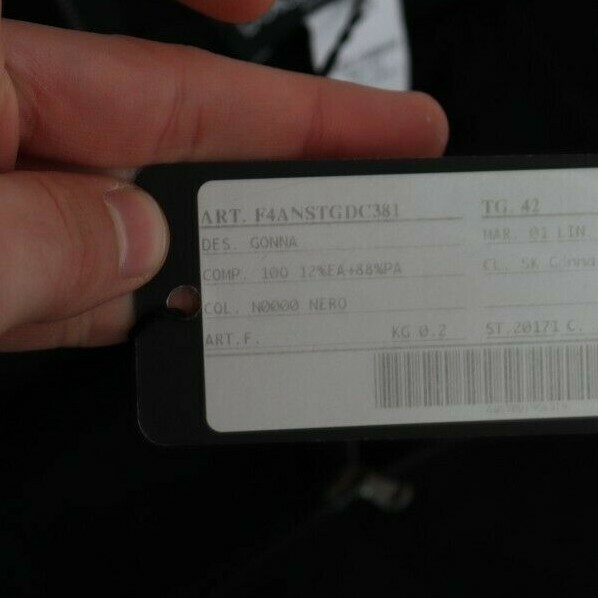 ART. F4ANSTGDC381 TG. 42
DES. GONNA MAR. 01 LIN.
COMP. 100 12%EA+88%PA CL. SK Gonna
COL. N0000 NERO
ART.F. KG 0.2 ST.20171 C.